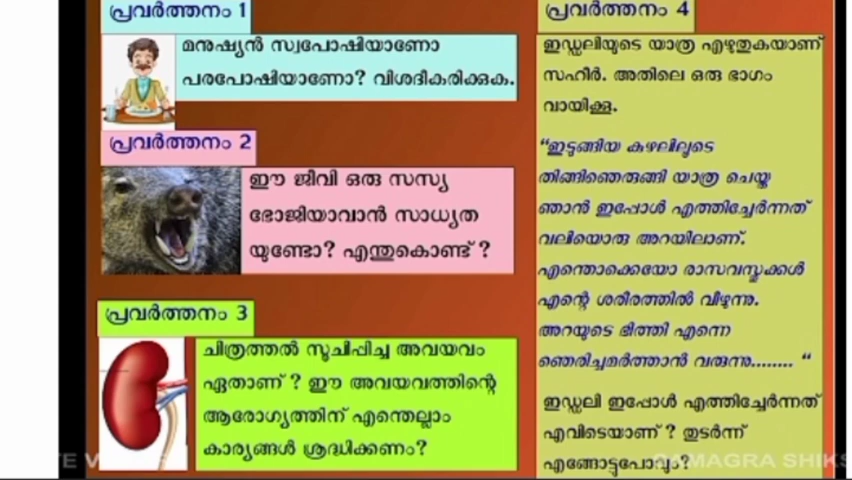 പ്രവർത്തനം 1
മനുഷ്യൻ സ്വപോഷിയാണോ
പരപോഷിയാണോ? വിശദീകരിക്കുക.
പ്രവർത്തനം 2
ഈ ജീവി ഒരു സസ്യ
ഭോജിയാവാൻ സാധ്യത
യുണ്ടോ? എന്തുകൊണ്ട് ?
പ്രവർത്തനം 3
ചിത്രത്തൽ സൂചിപ്പിച്ച അവയവം
ഏതാണ് ? ഈ അവയവത്തിന്റെ
ആരോഗ്യത്തിന് എന്തെല്ലാം
കാര്യങ്ങൾ ശ്രദ്ധിക്കണം?
പ്രവർത്തനം 4
ഇഡ്ഡലിയുടെ യാത്ര എഴുതുകയാണ്
സഹീർ. അതിലെ ഒരു ഭാഗം
വായിക്കൂ.
“ഇടുങ്ങിയ കുഴലിലൂടെ
തിങ്ങിഞെരുങ്ങി യാത്ര ചെയ്ത
ഞാൻ ഇപ്പോൾ എത്തിച്ചേർന്നത്
വലിയൊരു അറയിലാണ്.
എന്തൊക്കെയോ രാസവസ്തുക്കൾ
എന്റെ ശരീരത്തിൽ വീഴുന്നു.
അറയുടെ ഭിത്തി എന്നെ
ഞെരിച്ചമർത്താൻ വരുന്നു........ “
ഇഡ്ഡലി ഇപ്പോൾ എത്തിച്ചേർന്നത്
എവിടെയാണ് ? തുടർന്ന്
എങ്ങോട്ടുപോവും?
SAMAGRA SHIKS